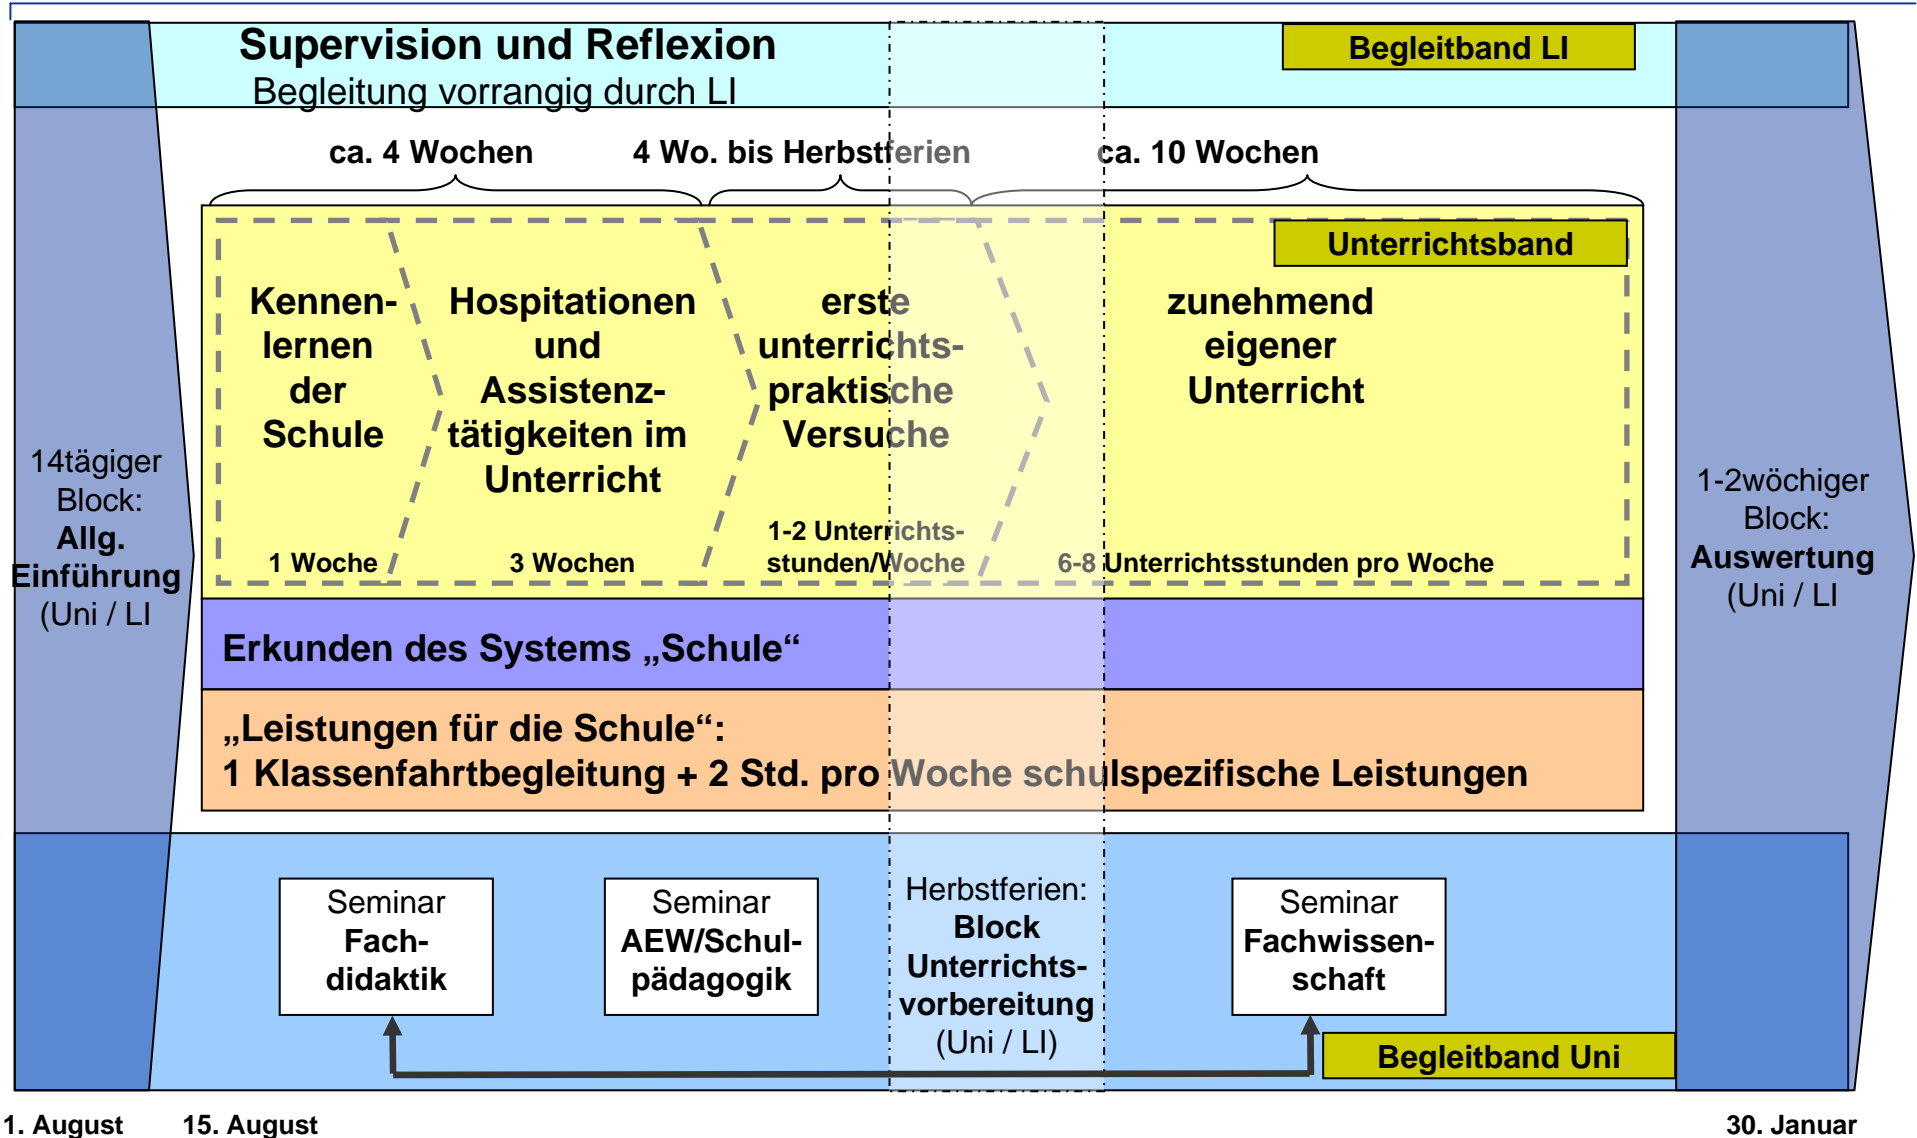 Supervision und Reflexion
Begleitung vorrangig durch LI
Begleitband LI
ca. 4 Wochen
4 Wo. bis Herbstferien
ca. 10 Wochen
Unterrichtsband
Kennen-
lernen
der
Schule
1 Woche
Hospitationen
und
Assistenz-
tätigkeiten im
Unterricht
3 Wochen
erste
unterrichts-
praktische
Versuche
1-2 Unterrichts-
stunden/Woche
zunehmend
eigener
Unterricht
6-8 Unterrichtsstunden pro Woche
14tägiger
Block:
Allg.
Einführung
(Uni / LI
1-2wöchiger
Block:
Auswertung
(Uni / LI
Erkunden des Systems „Schule“
„Leistungen für die Schule“:
1 Klassenfahrtbegleitung + 2 Std. pro Woche schulspezifische Leistungen
Seminar
Fach-
didaktik
Seminar
AEW/Schul-
pädagogik
Herbstferien:
Block
Unterrichts-
vorbereitung
(Uni / LI)
Seminar
Fachwissen-
schaft
Begleitband Uni
1. August
15. August
30. Januar